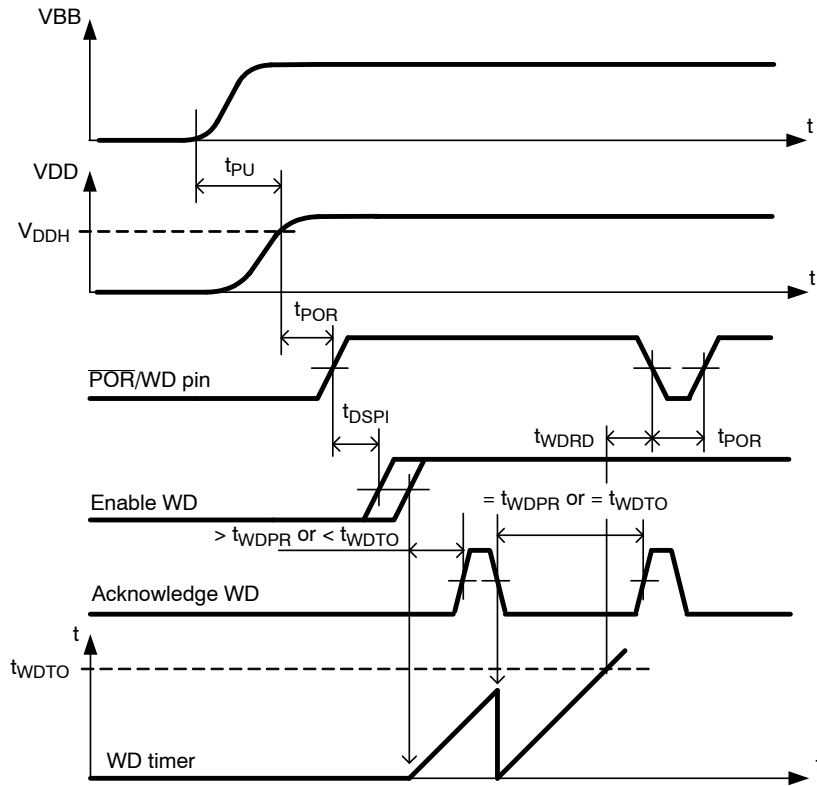 VBB
t
tPU
VDD
VDDH
t
tPOR
POR/WD pin
tDSPI
tWDRD
tPOR
Enable WD
> tWDPR or < tWDTO
= tWDPR or = tWDTO
Acknowledge WD
t
tWDTO
WD timer